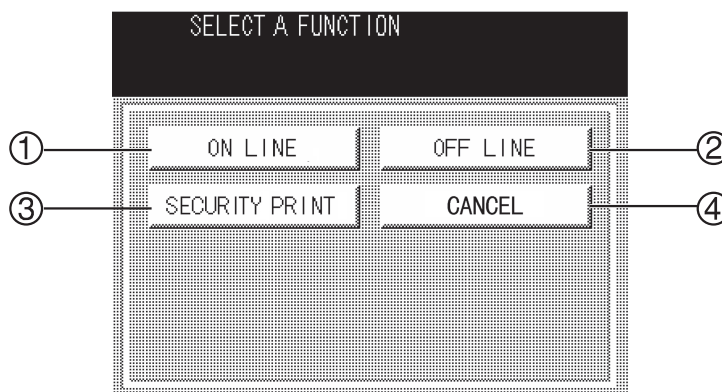 SELECT A FUNCTION
① ON LINE OFF LINE ②
③ SECURITY PRINT CANCEL ④